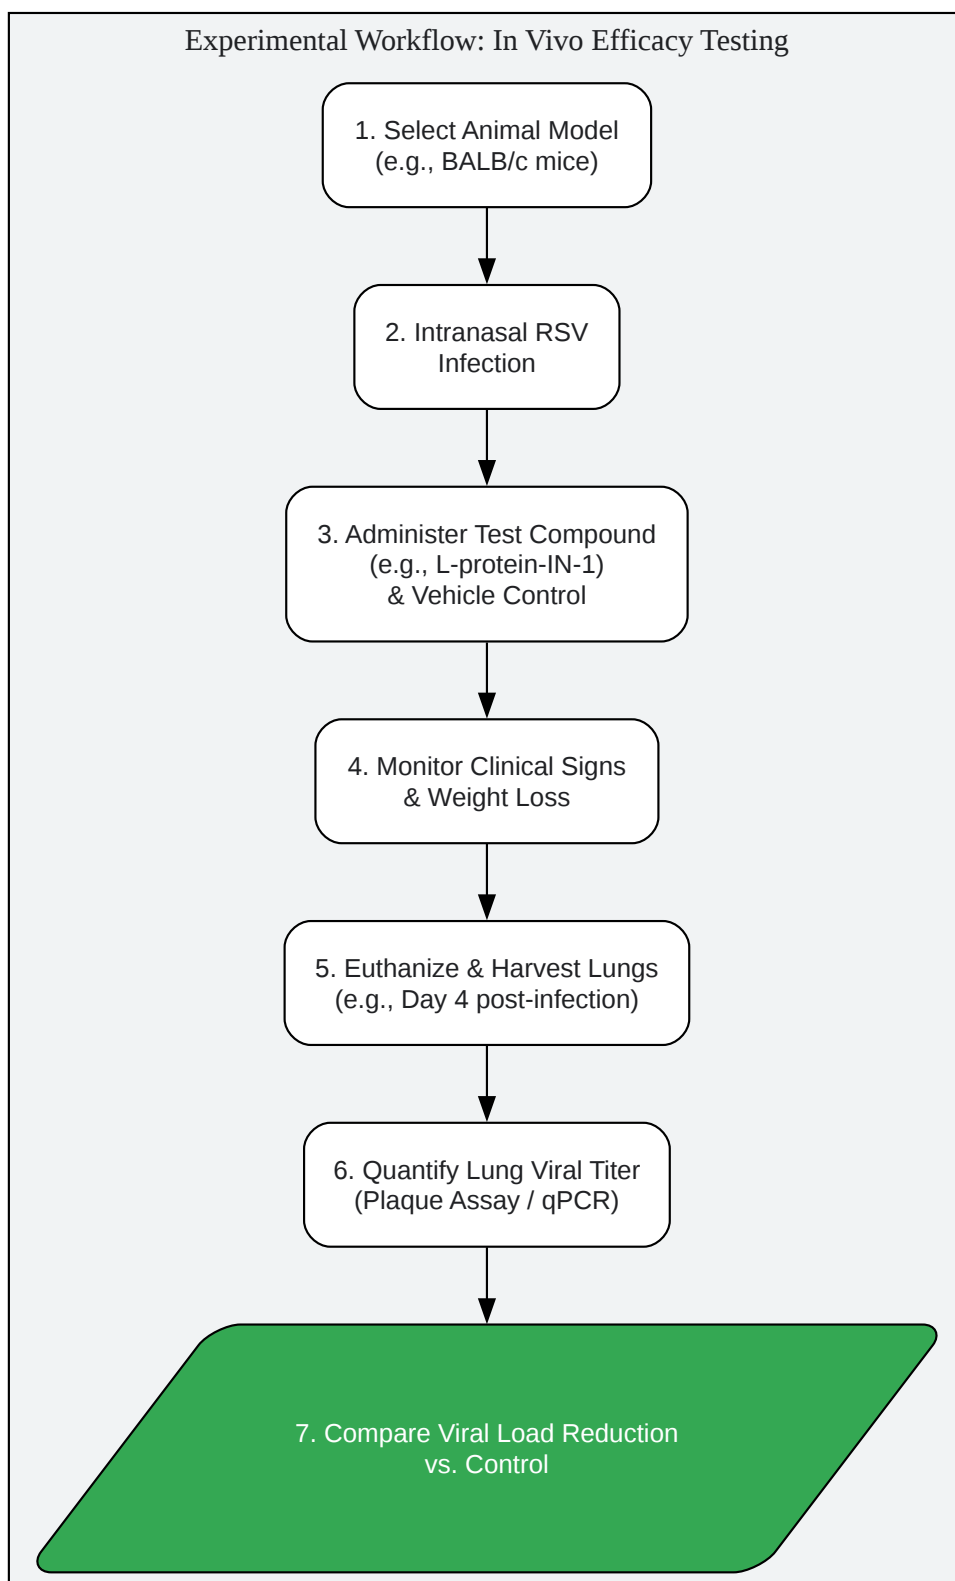 Experimental Workflow: In Vivo Efficacy Testing
1. Select Animal Model
(e.g., BALB/c mice)
2. Intranasal RSV
Infection
3. Administer Test Compound
(e.g., L-protein-IN-1)
& Vehicle Control
4. Monitor Clinical Signs
& Weight Loss
5. Euthanize & Harvest Lungs
(e.g., Day 4 post-infection)
6. Quantify Lung Viral Titer
(Plaque Assay / qPCR)
7. Compare Viral Load Reduction
vs. Control